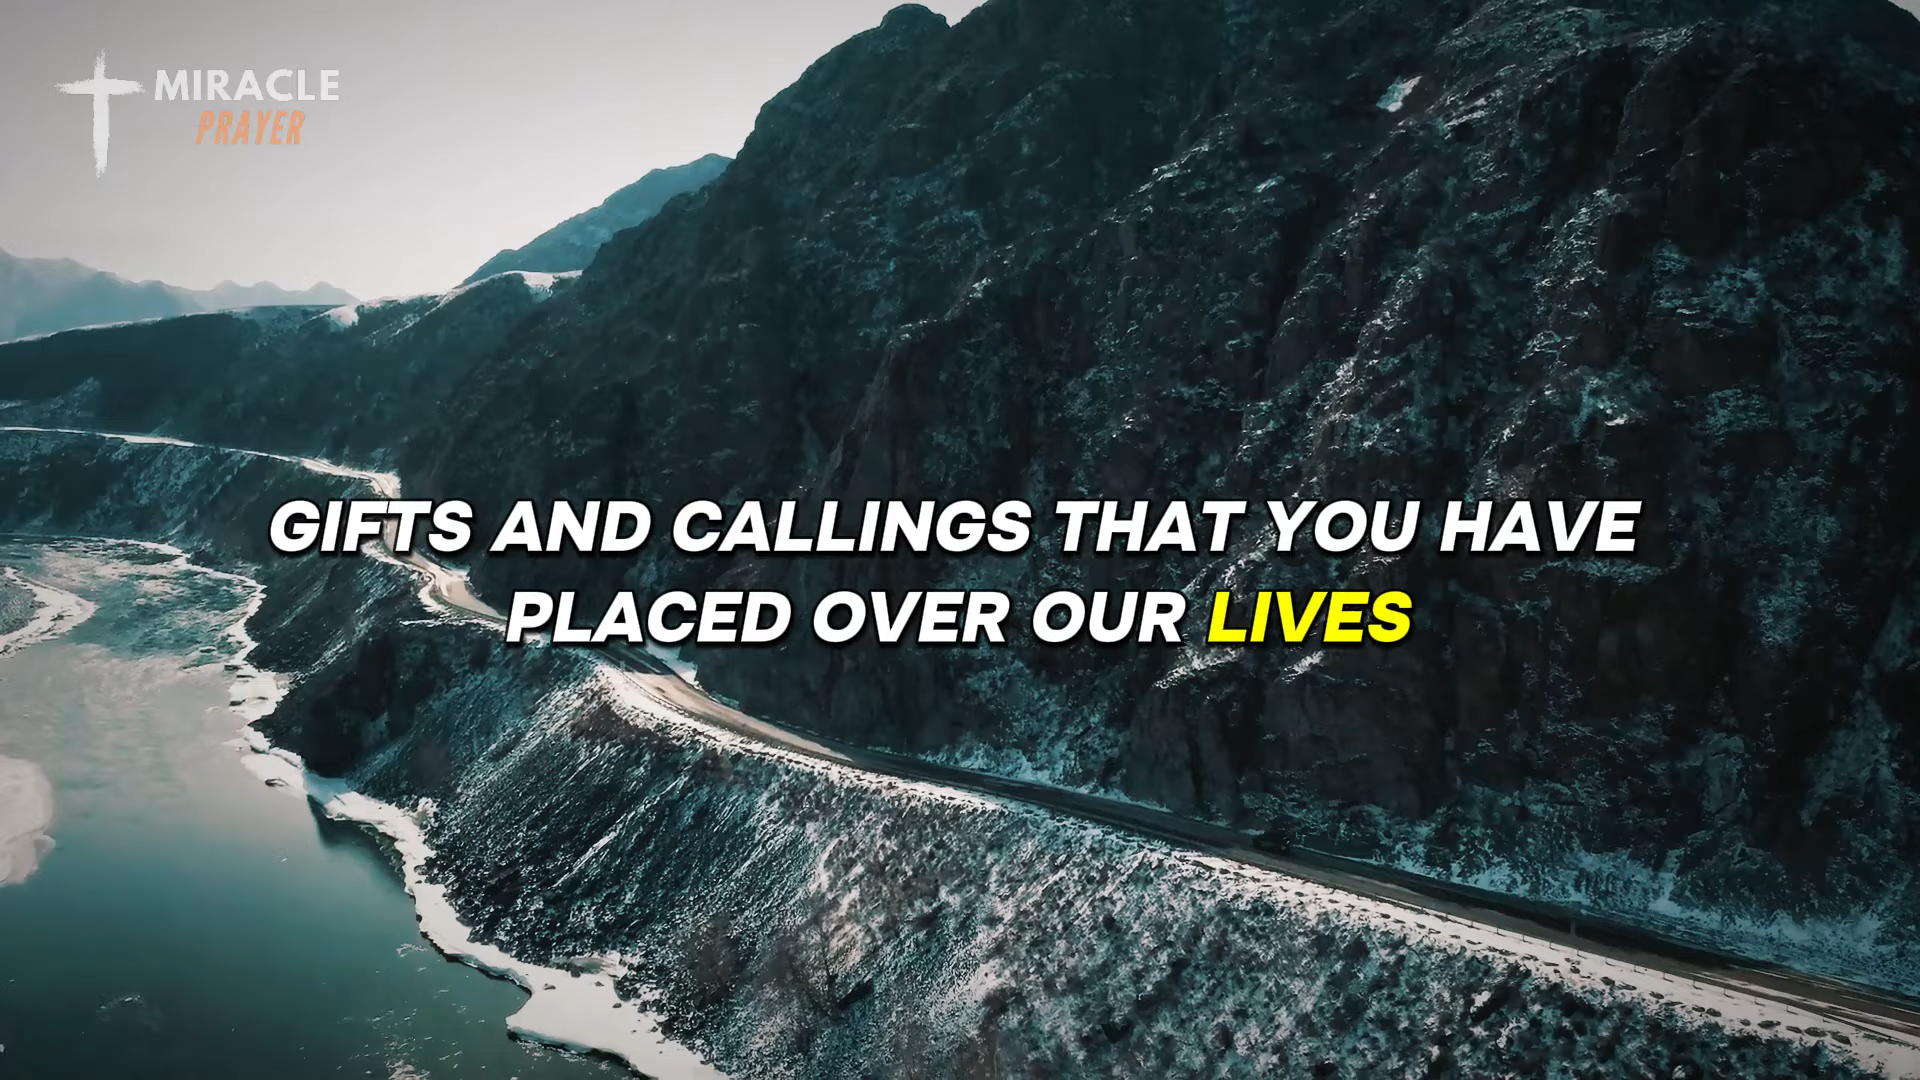 MIRACLE
PRAYER
GIFTS AND CALLINGS THAT YOU HAVE
PLACED OVER OUR LIVES